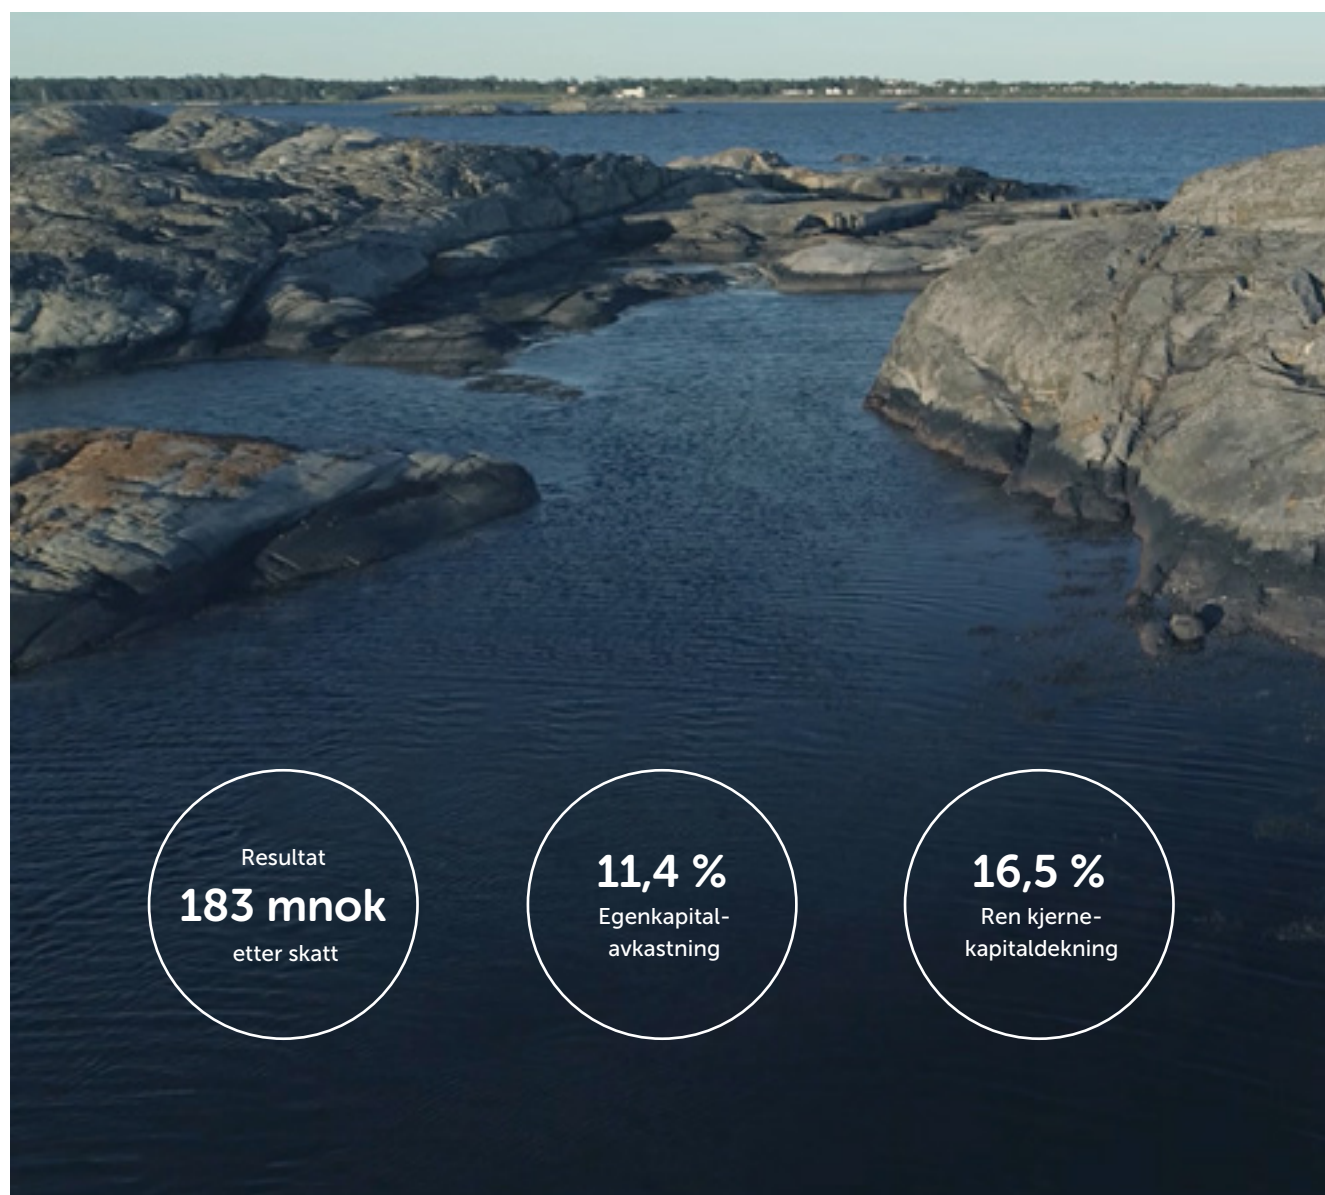 Resultat
183 mnok
etter skatt
11,4 %
Egenkapital-
avkastning
16,5 %
Ren kjerne-
kapitaldekning